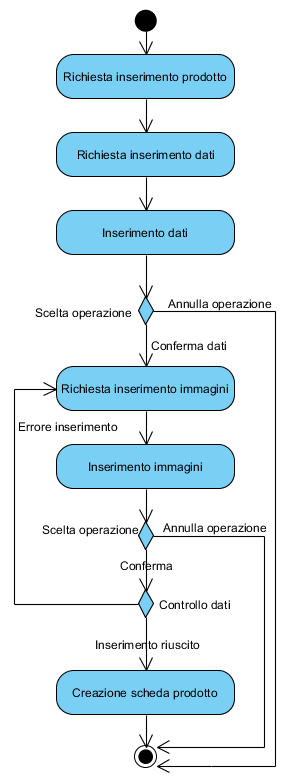 Richiesta inserimento prodotto
Richiesta inserimento dati
Inserimento dati
Annulla operazione
Scelta operazione
Conferma dati
Richiesta inserimento immagini
Errore inserimento
Inserimento immagini
Scelta operazione
Annulla operazione
Conferma
Controllo dati
Inserimento riuscito
Creazione scheda prodotto